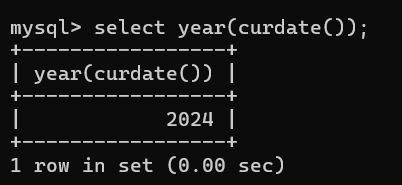 mysql> select year(curdate());
+-----------------+
| year(curdate()) |
+-----------------+
|            2024 |
+-----------------+
1 row in set (0.00 sec)